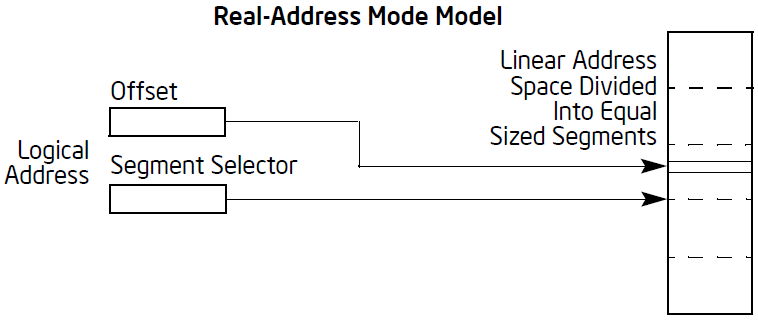 Real-Address Mode Model
Linear Address
Space Divided
Into Equal
Sized Segments
Offset
Logical
Address
Segment Selector